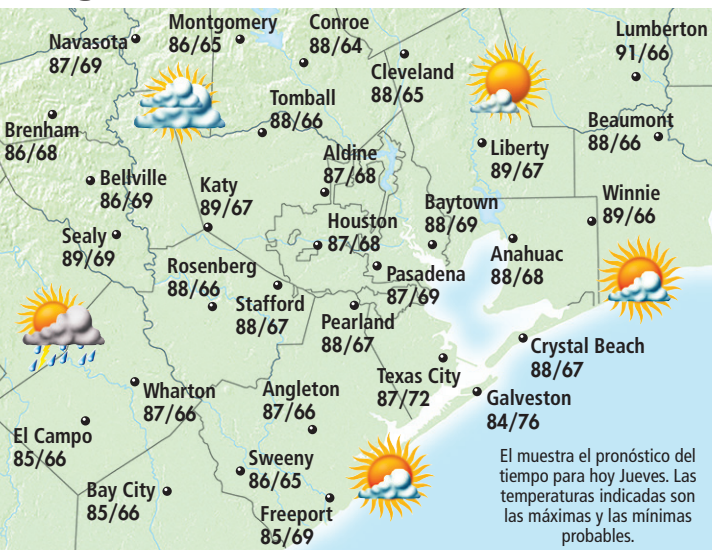 Montgomery
86/65
Conroe
88/64
Lumberton
91/66
Navasota
87/69
Cleveland
88/65
Tomball
88/66
Beaumont
88/66
Brenham
86/68
Liberty
89/67
Aldine
87/68
Bellville
86/69
Katy
89/67
Baytown
88/69
Winnie
89/66
Houston
87/68
Sealy
89/69
Anahuac
88/68
Rosenberg
88/66
Pasadena
87/69
Stafford
88/67
Pearland
88/67
Crystal Beach
88/67
Texas City
87/72
Wharton
87/66
Angleton
87/66
Galveston
84/76
El Campo
85/66
Sweeny
86/65
Bay City
85/66
Freeport
85/69
El muestra el pronóstico del
tiempo para hoy Jueves. Las
temperaturas indicadas son
las máximas y las mínimas
probables.